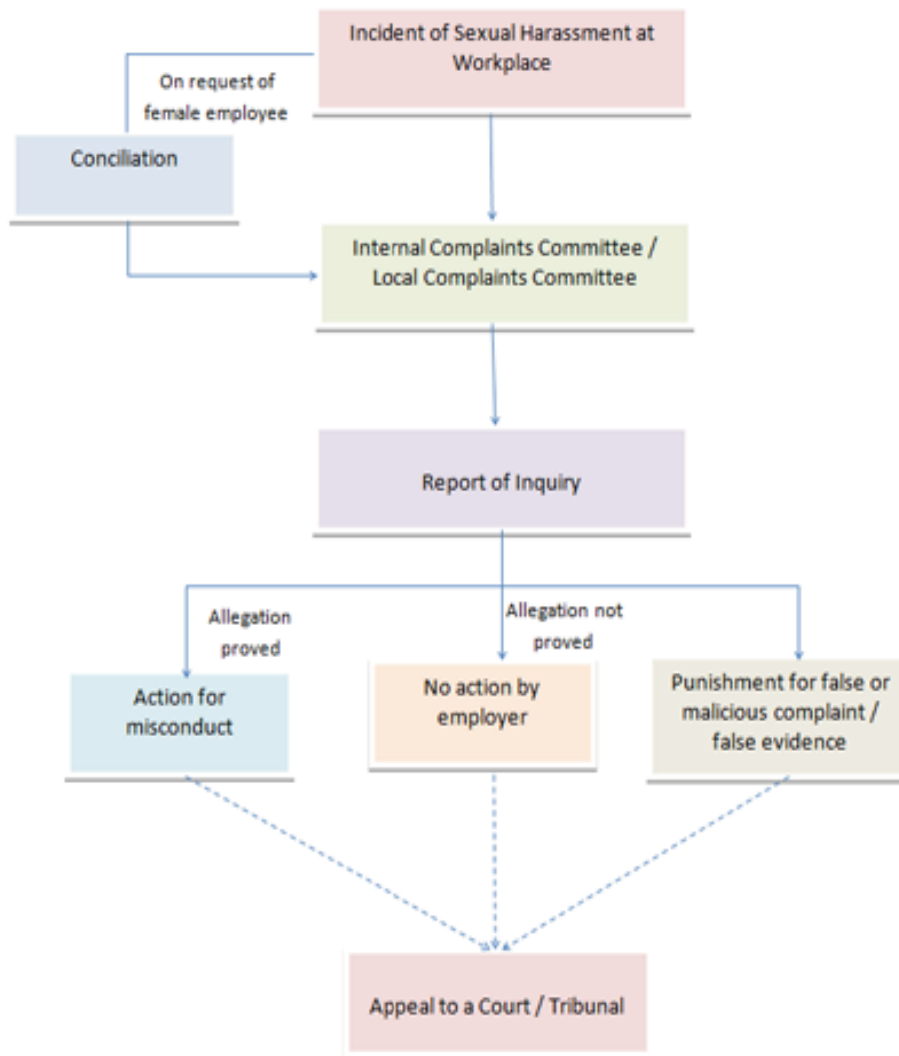 Incident of Sexual Harassment at
Workplace
On request of
female employee
Conciliation
Internal Complaints Committee /
Local Complaints Committee
Report of Inquiry
Allegation
proved
Allegation not
proved
Action for
misconduct
No action by
employer
Punishment for false or
malicious complaint /
false evidence
Appeal to a Court / Tribunal